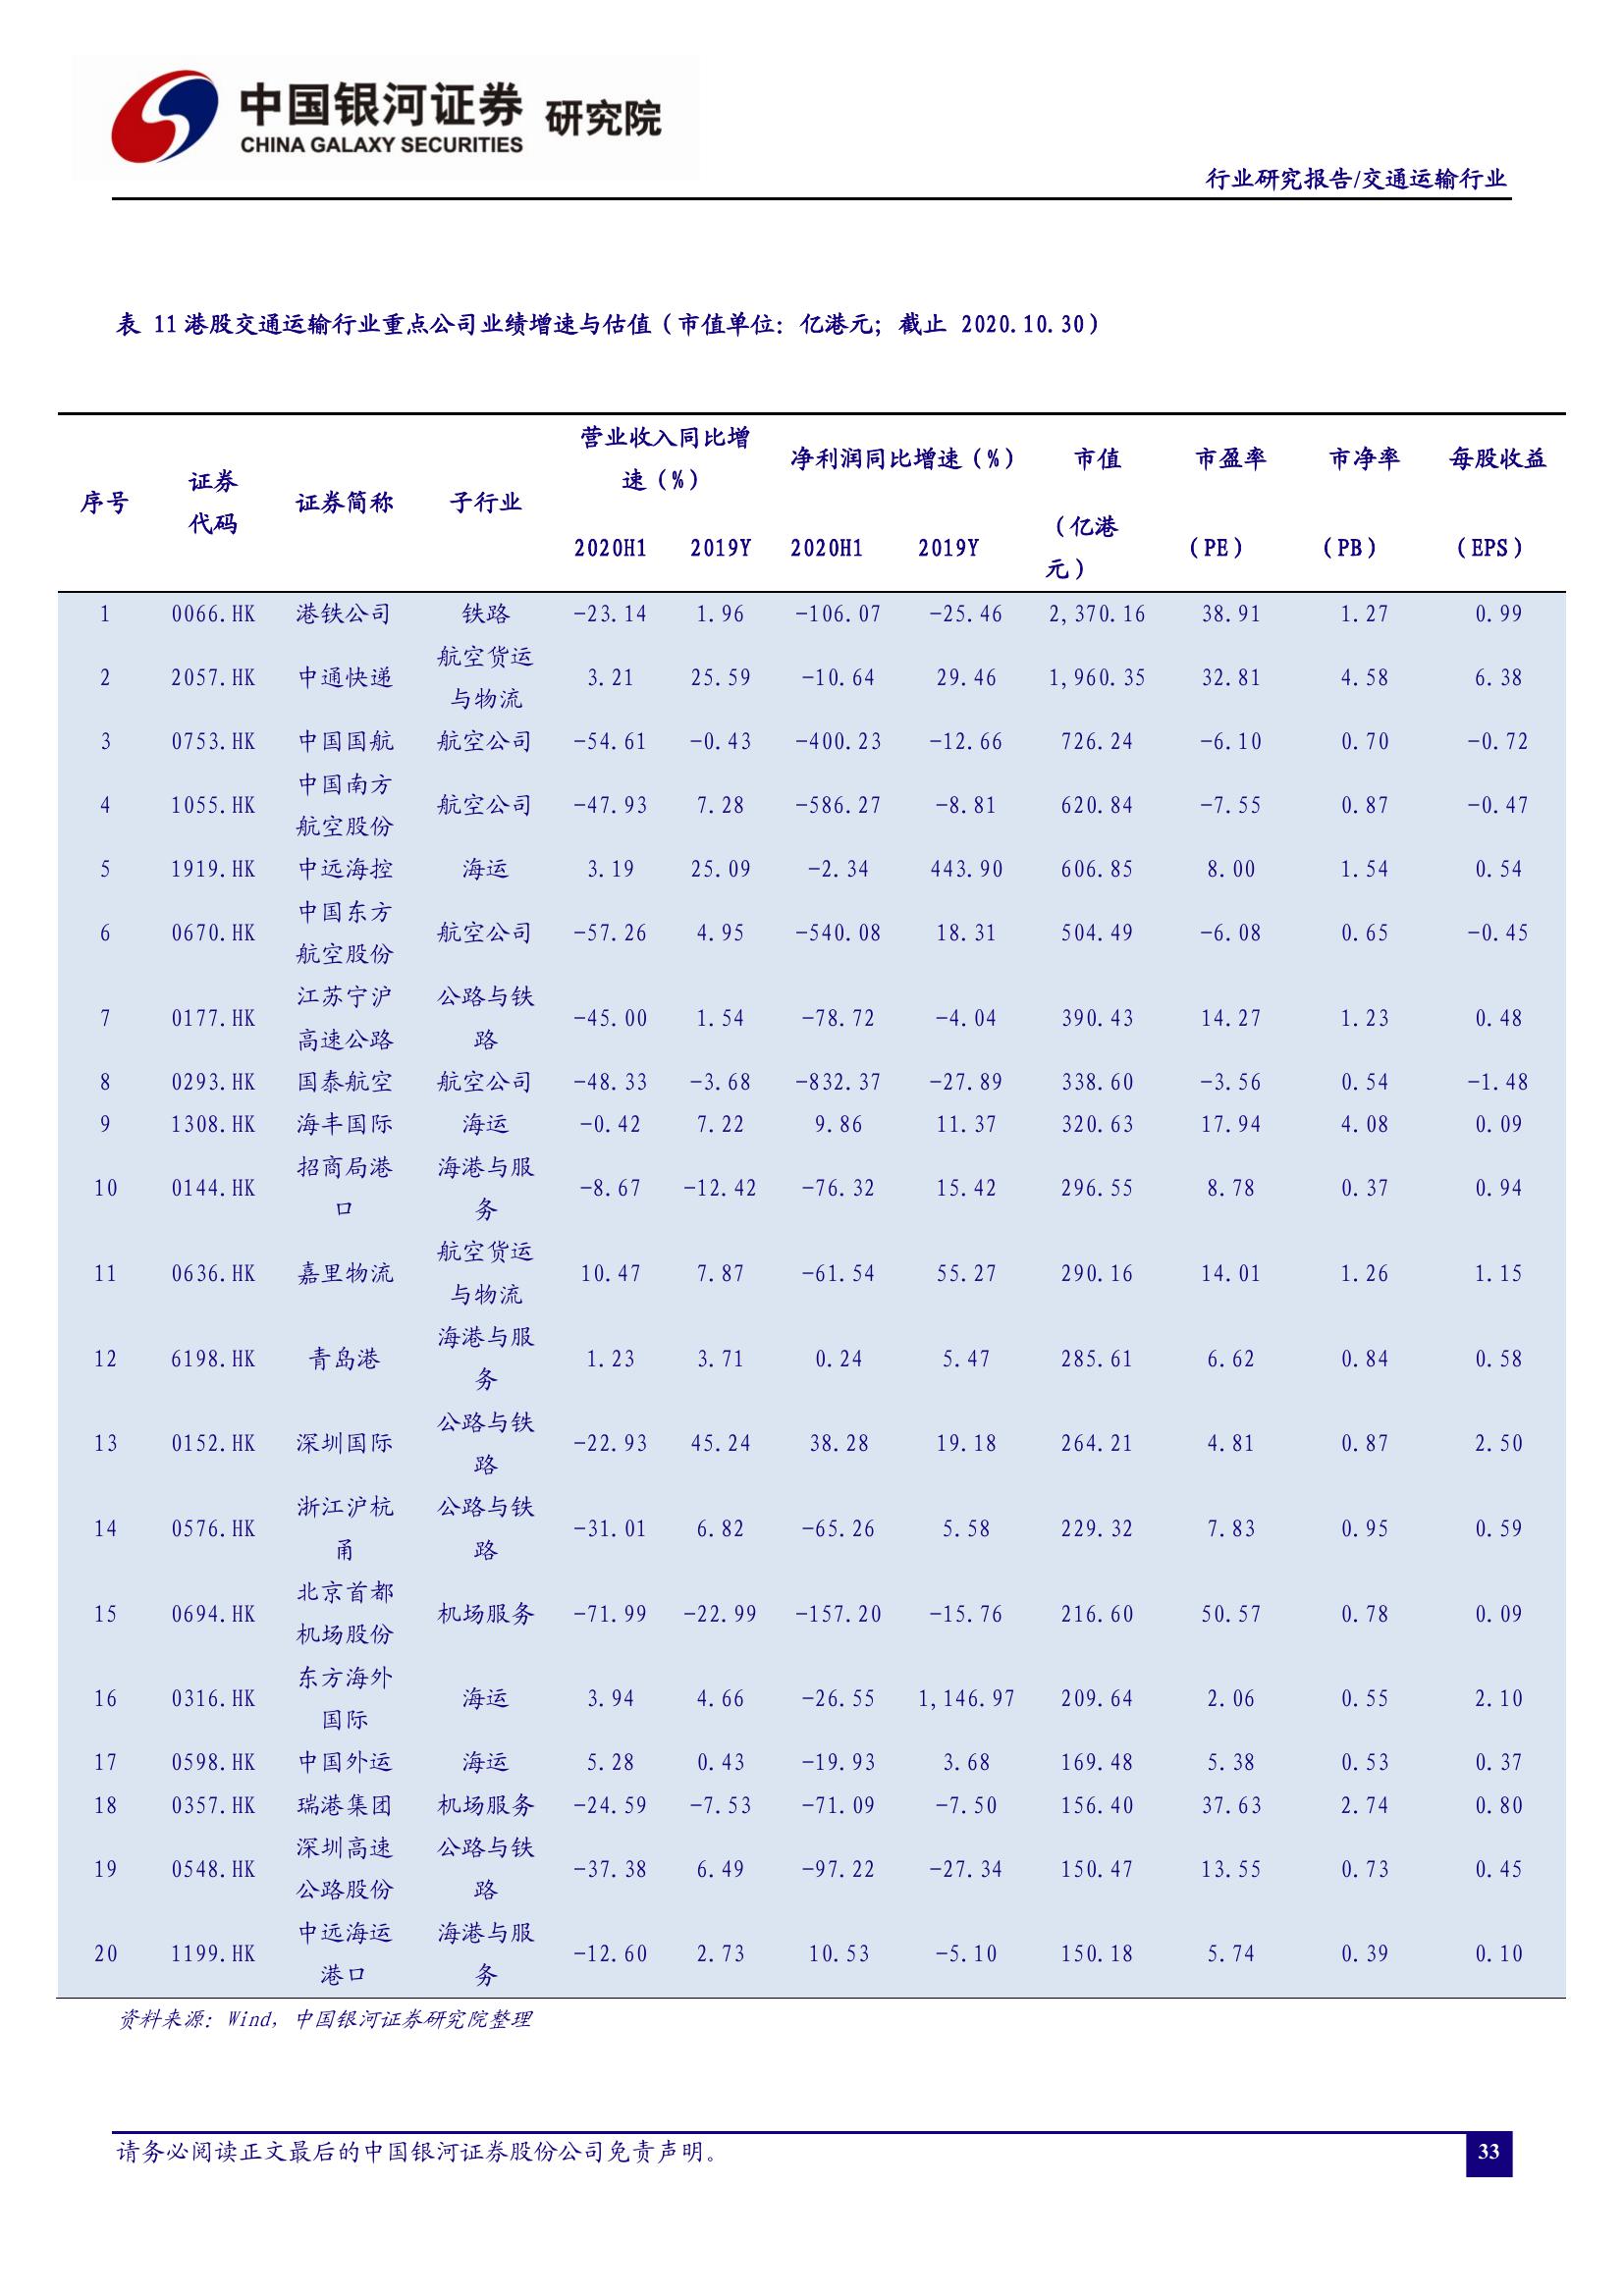 中国银河证券 研究院
CHINA GALAXY SECURITIES
行业研究报告/交通运输行业
表 11 港股交通运输行业重点公司业绩增速与估值（市值单位：亿港元；截止 2020.10.30）
序号 证券代码 证券简称 子行业 营业收入同比增速（%） 净利润同比增速（%） 市值 市盈率 市净率 每股收益
2020H1 2019Y 2020H1 2019Y （亿港元） （PE） （PB） （EPS）
1 0066.HK 港铁公司 铁路 -23.14 1.96 -106.07 -25.46 2,370.16 38.91 1.27 0.99
2 2057.HK 中通快递 航空货运与物流 3.21 25.59 -10.64 29.46 1,960.35 32.81 4.58 6.38
3 0753.HK 中国国航 航空公司 -54.61 -0.43 -400.23 -12.66 726.24 -6.10 0.70 -0.72
4 1055.HK 中国南方航空股份 航空公司 -47.93 7.28 -586.27 -8.81 620.84 -7.55 0.87 -0.47
5 1919.HK 中远海控 海运 3.19 25.09 -2.34 443.90 606.85 8.00 1.54 0.54
6 0670.HK 中国东方航空股份 航空公司 -57.26 4.95 -540.08 18.31 504.49 -6.08 0.65 -0.45
7 0177.HK 江苏宁沪高速公路 公路与铁路 -45.00 1.54 -78.72 -4.04 390.43 14.27 1.23 0.48
8 0293.HK 国泰航空 航空公司 -48.33 -3.68 -832.37 -27.89 338.60 -3.56 0.54 -1.48
9 1308.HK 海丰国际 海运 -0.42 7.22 9.86 11.37 320.63 17.94 4.08 0.09
10 0144.HK 招商局港口 海港与服务 -8.67 -12.42 -76.32 15.42 296.55 8.78 0.37 0.94
11 0636.HK 嘉里物流 航空货运与物流 10.47 7.87 -61.54 55.27 290.16 14.01 1.26 1.15
12 6198.HK 青岛港 海港与服务 1.23 3.71 0.24 5.47 285.61 6.62 0.84 0.58
13 0152.HK 深圳国际 公路与铁路 -22.93 45.24 38.28 19.18 264.21 4.81 0.87 2.50
14 0576.HK 浙江沪杭甬 公路与铁路 -31.01 6.82 -65.26 5.58 229.32 7.83 0.95 0.59
15 0694.HK 北京首都机场股份 机场服务 -71.99 -22.99 -157.20 -15.76 216.60 50.57 0.78 0.09
16 0316.HK 东方海外国际 海运 3.94 4.66 -26.55 1,146.97 209.64 2.06 0.55 2.10
17 0598.HK 中国外运 海运 5.28 0.43 -19.93 3.68 169.48 5.38 0.53 0.37
18 0357.HK 瑞港集团 机场服务 -24.59 -7.53 -71.09 -7.50 156.40 37.63 2.74 0.80
19 0548.HK 深圳高速公路股份 公路与铁路 -37.38 6.49 -97.22 -27.34 150.47 13.55 0.73 0.45
20 1199.HK 中远海运港口 海港与服务 -12.60 2.73 10.53 -5.10 150.18 5.74 0.39 0.10
资料来源：Wind，中国银河证券研究院整理
请务必阅读正文最后的中国银河证券股份公司免责声明。
33